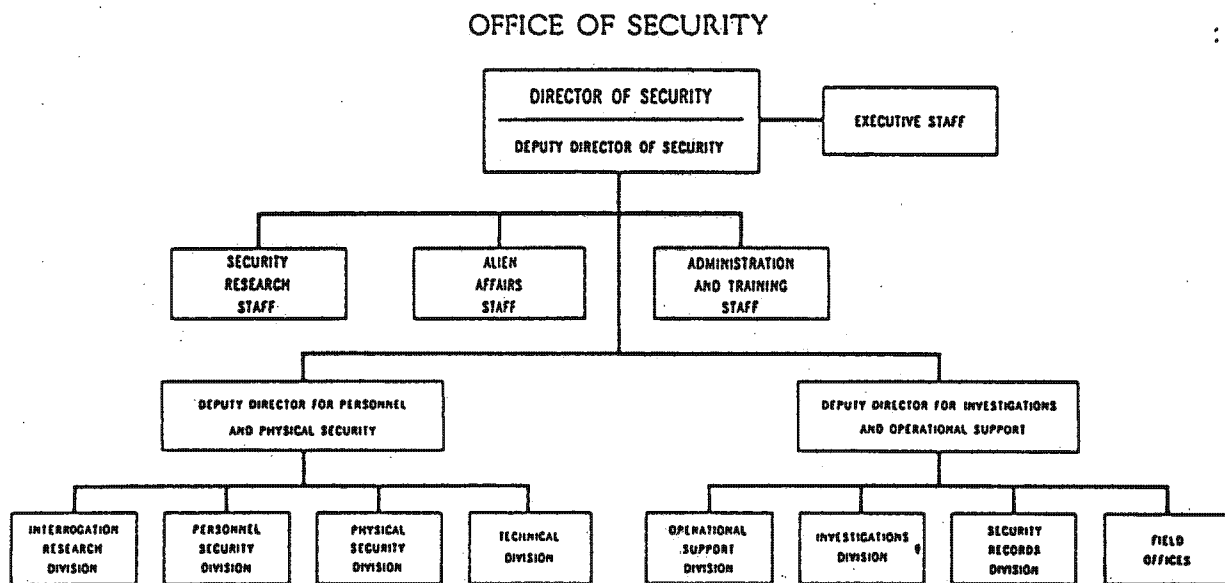 OFFICE OF SECURITY
DIRECTOR OF SECURITY
DEPUTY DIRECTOR OF SECURITY
EXECUTIVE STAFF
SECURITY
RESEARCH
STAFF
ALIEN
AFFAIRS
STAFF
ADMINISTRATION
AND TRAINING
STAFF
DEPUTY DIRECTOR FOR PERSONNEL
AND PHYSICAL SECURITY
DEPUTY DIRECTOR FOR INVESTIGATIONS
AND OPERATIONAL SUPPORT
INTERROGATION
RESEARCH
DIVISION
PERSONNEL
SECURITY
DIVISION
PHYSICAL
SECURITY
DIVISION
TECHNICAL
DIVISION
OPERATIONAL
SUPPORT
DIVISION
INVESTIGATIONS
DIVISION
SECURITY
RECORDS
DIVISION
FIELD
OFFICES